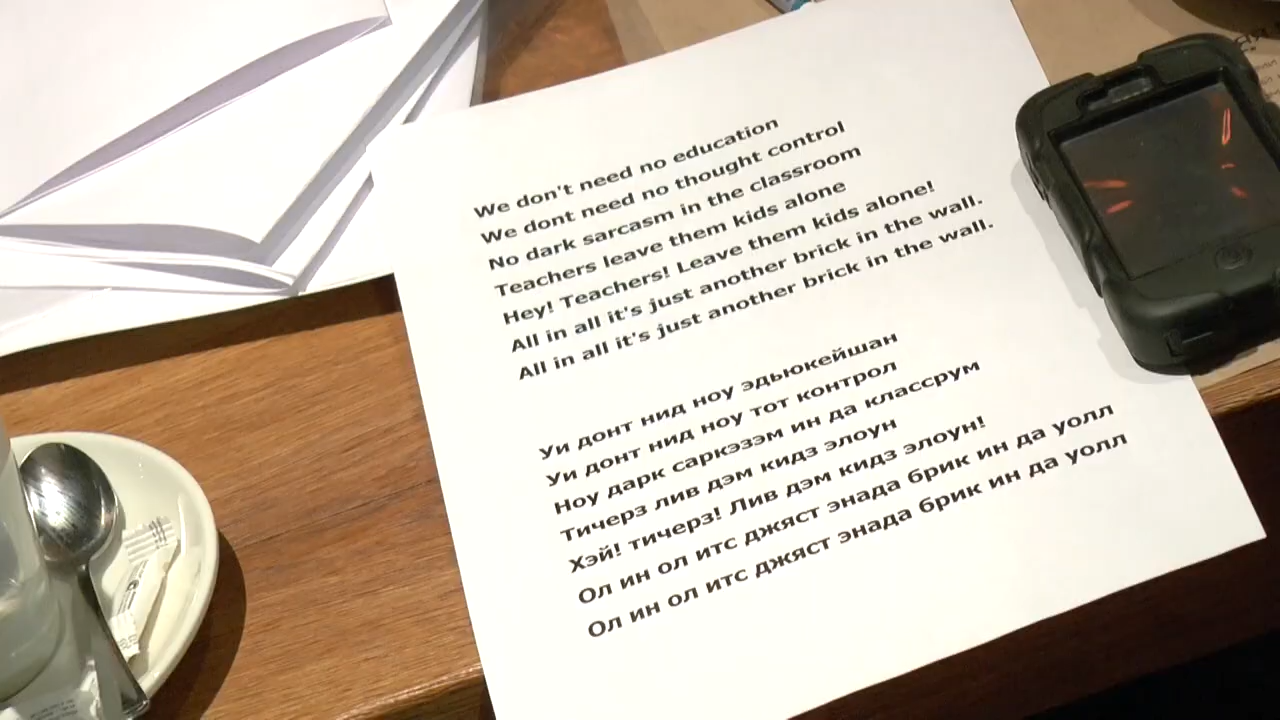 We don't need no education
We dont need no thought control
No dark sarcasm in the classroom
Teachers leave them kids alone
Hey! Teachers! Leave them kids alone!
All in all it's just another brick in the wall.
All in all it's just another brick in the wall.
Уи донт нид ноу эдьюкейшан
Уи донт нид ноу тот контрол
Ноу дарк саркэзэм ин да классрум
Тичерз лив дэм кидз элоун
Хэй! тичерз! Лив дэм кидз элоун!
Ол ин ол итс джяст энада брик ин да уолл
Ол ин ол итс джяст энада брик ин да уолл